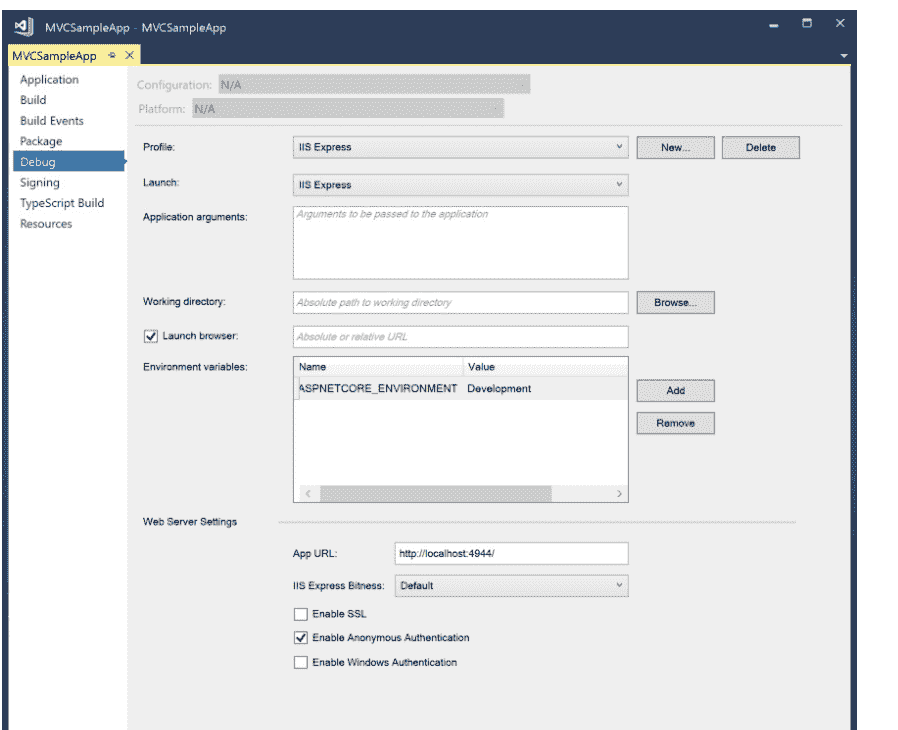 MVCSampleApp - MVCSampleApp
MVCSampleApp
Application
Build
Build Events
Package
Debug
Signing
TypeScript Build
Resources
Configuration: N/A
Platform: N/A
Profile: IIS Express New... Delete
Launch: IIS Express
Application arguments: Arguments to be passed to the application
Working directory: Absolute path to working directory Browse...
Launch browser: Absolute or relative URL
Environment variables: Name Value
ASPNETCORE_ENVIRONMENT Development
Add
Remove
Web Server Settings
App URL: http://localhost:4944/
IIS Express Bitness: Default
Enable SSL
Enable Anonymous Authentication
Enable Windows Authentication